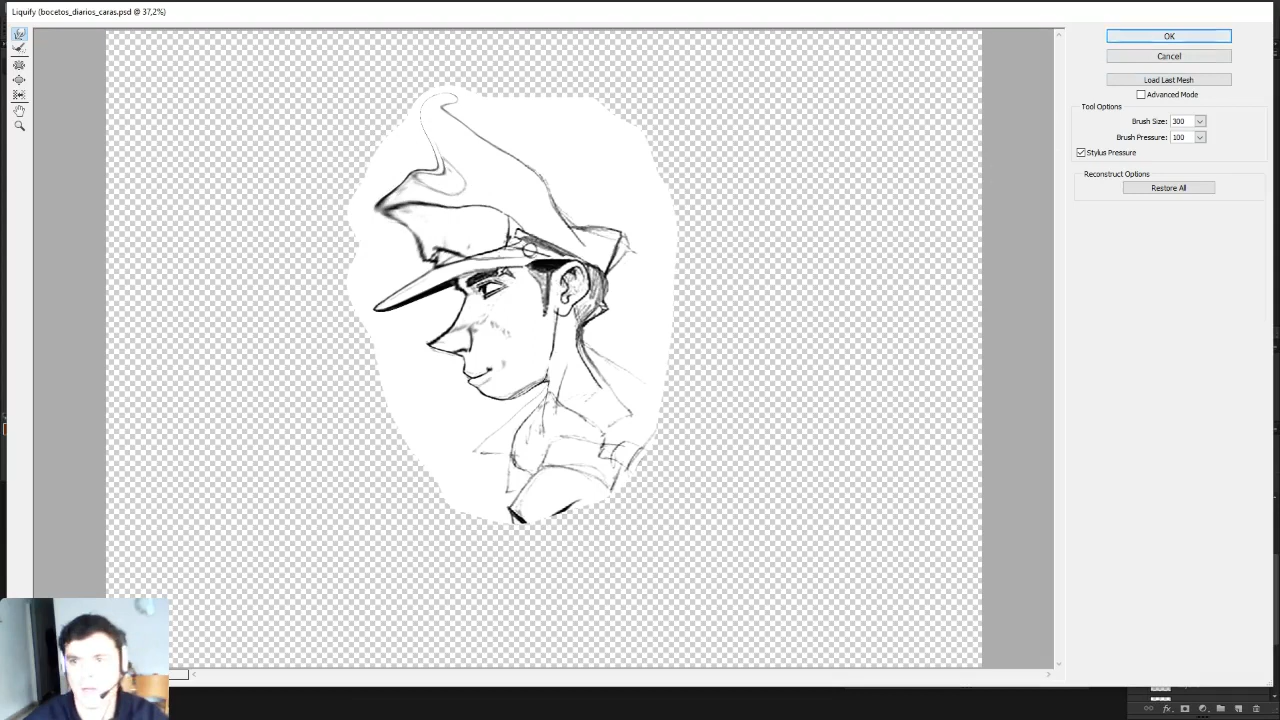 Liquify (bocetos_diarios_caras.psd @ 37,2%)
OK
Cancel
Load Last Mesh
Advanced Mode
Tool Options
Brush Size: 300
Brush Pressure: 100
Stylus Pressure
Reconstruct Options
Restore All
fx